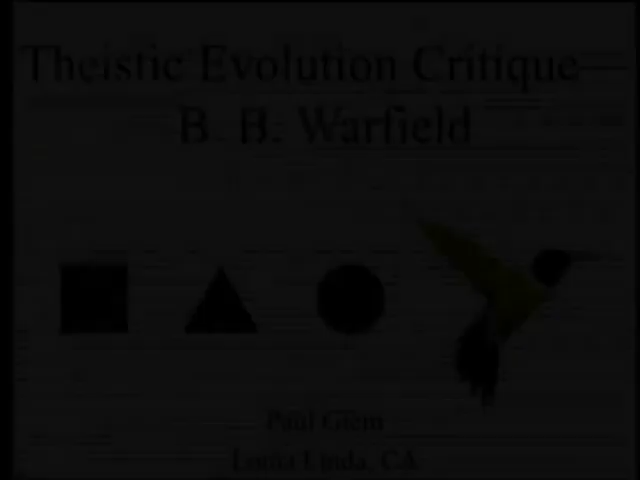 Theistic Evolution Critique
B. B. Warfield
Paul Giem
Loma Linda, CA